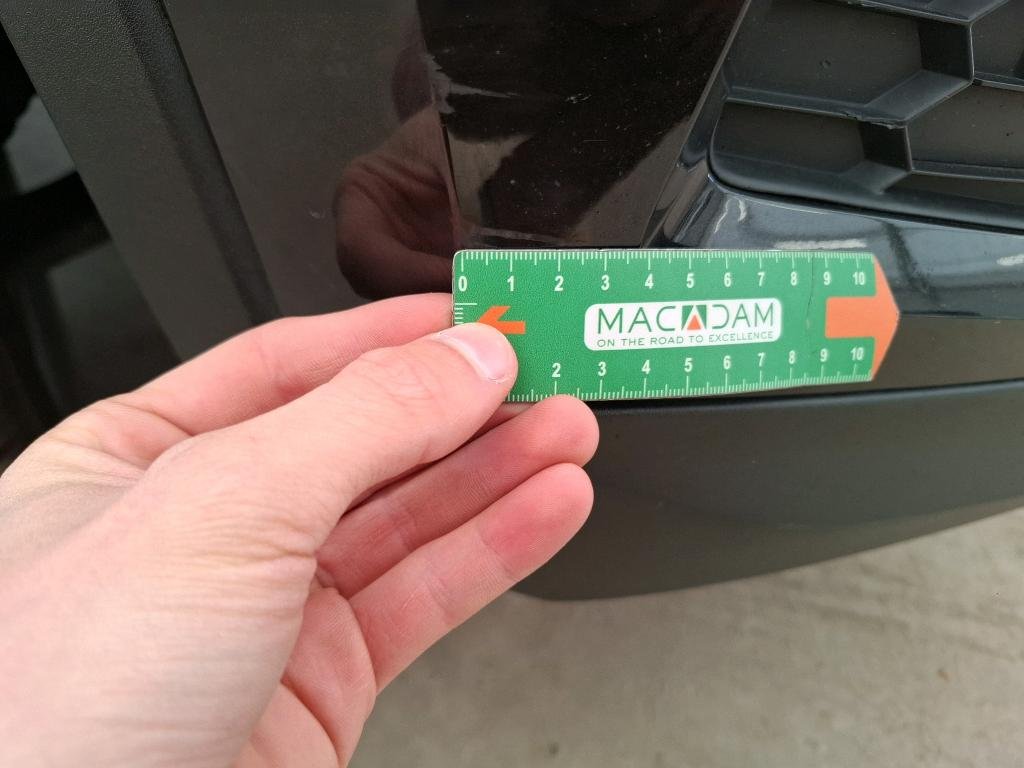 0 1 2 3 4 5 6 7 8 9 10
MACADAM
ON THE ROAD TO EXCELLENCE
2 3 4 5 6 7 8 9 10